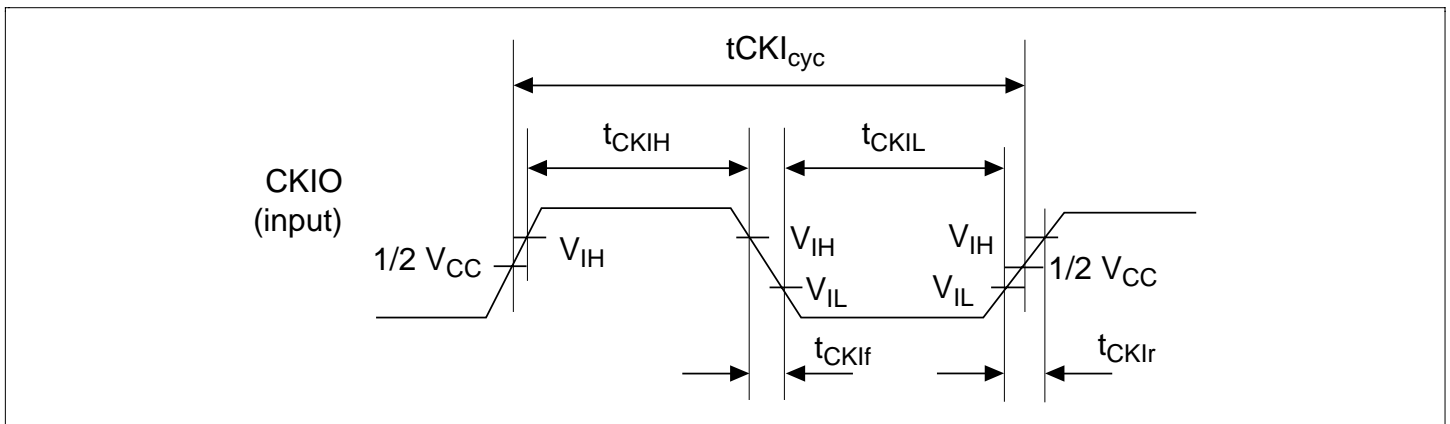 tCKIcyc
tCKIH
tCKIL
CKIO
(input)
1/2 VCC
VIH
VIH
VIL
VIH
VIL
1/2 VCC
tCKIf
tCKIr